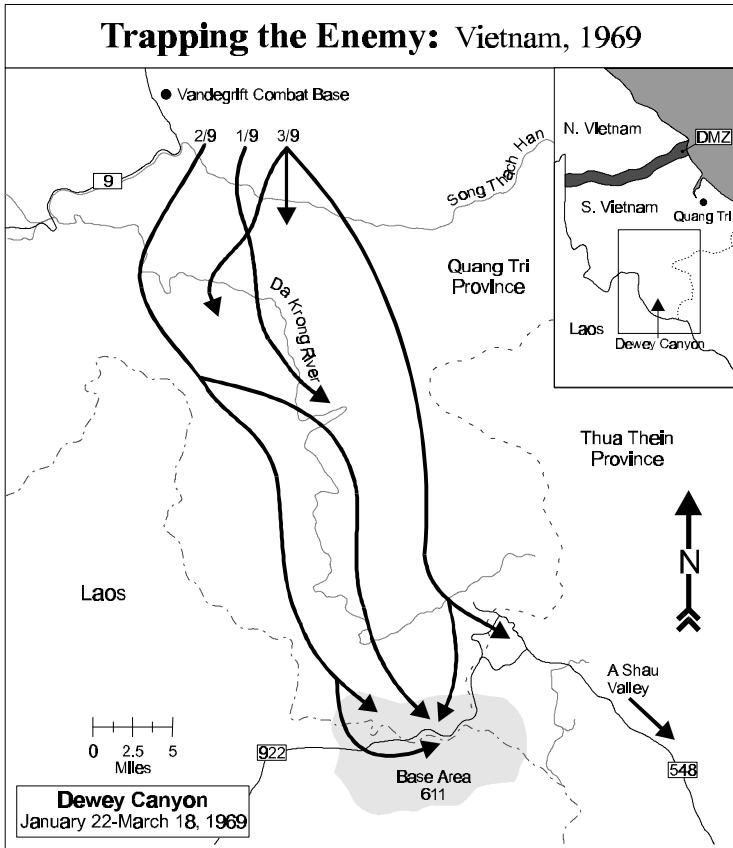 Trapping the Enemy: Vietnam, 1969
Vandegrift Combat Base
2/9 1/9 3/9
9
Song Thach Han
Quang Tri
Province
Da Krong River
N. Vietnam
DMZ
S. Vietnam
Quang Tri
Laos
Dewey Canyon
Thua Thein
Province
N
Laos
A Shau
Valley
0 2.5 5
Miles
922
548
Base Area
611
Dewey Canyon
January 22-March 18, 1969